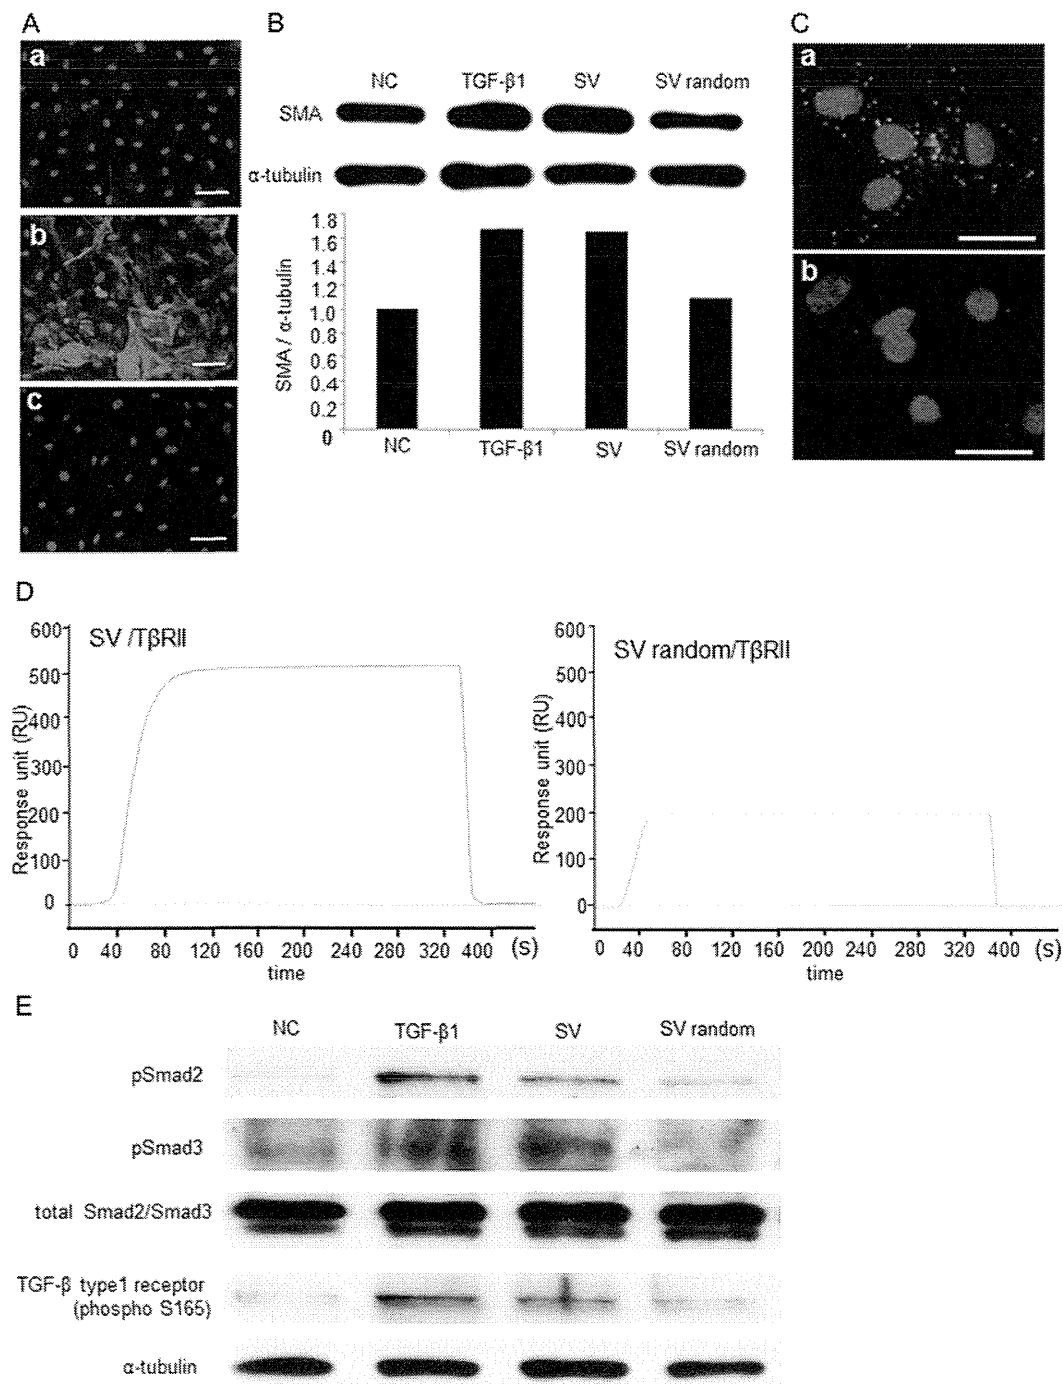 A
a
b
c
B
NC TGF-β1 SV SV random
SMA
α-tubulin
SMA / α-tubulin
1.8
1.6
1.4
1.2
1.0
0.8
0.6
0.4
0.2
0
NC TGF-β1 SV SV random
C
a
b
D
SV /TβRII
Response unit (RU)
600
500
400
300
200
100
0
0 40 80 120 160 200 240 280 320 400 (s)
time
SV random/TβRII
Response unit (RU)
600
500
400
300
200
100
0
0 40 80 120 160 200 240 280 320 400 (s)
time
E
NC TGF-β1 SV SV random
pSmad2
pSmad3
total Smad2/Smad3
TGF-β type1 receptor
(phospho S165)
α-tubulin